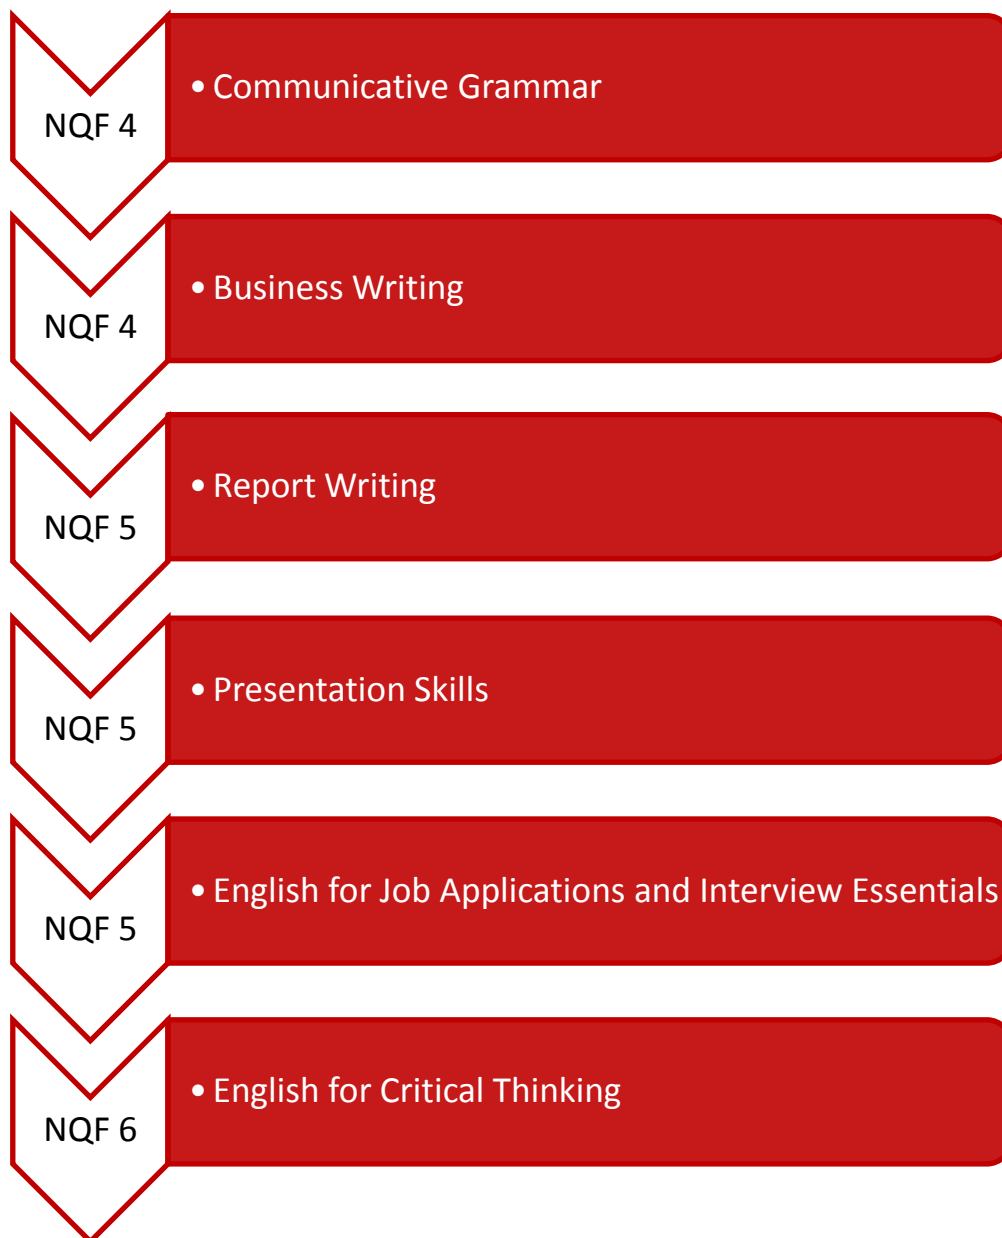 NQF 4
• Communicative Grammar
NQF 4
• Business Writing
NQF 5
• Report Writing
NQF 5
• Presentation Skills
NQF 5
• English for Job Applications and Interview Essentials
NQF 6
• English for Critical Thinking